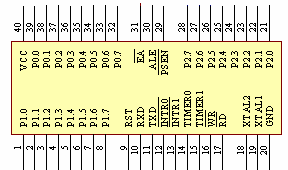 40 39 38 37 36 35 34 33 32 31 30 29 28 27 26 25 24 23 22 21
VCC P0.0 P0.1 P0.2 P0.3 P0.4 P0.5 P0.6 P0.7 EA ALE PSEN P2.7 P2.6 P2.5 P2.4 P2.3 P2.2 P2.1 P2.0
P1.0 P1.1 P1.2 P1.3 P1.4 P1.5 P1.6 P1.7 RST RXD TXD INTR0 INTR1 TIMER0 TIMER1 WR RD XTAL2 XTAL1 GND
1 2 3 4 5 6 7 8 9 10 11 12 13 14 15 16 17 18 19 20